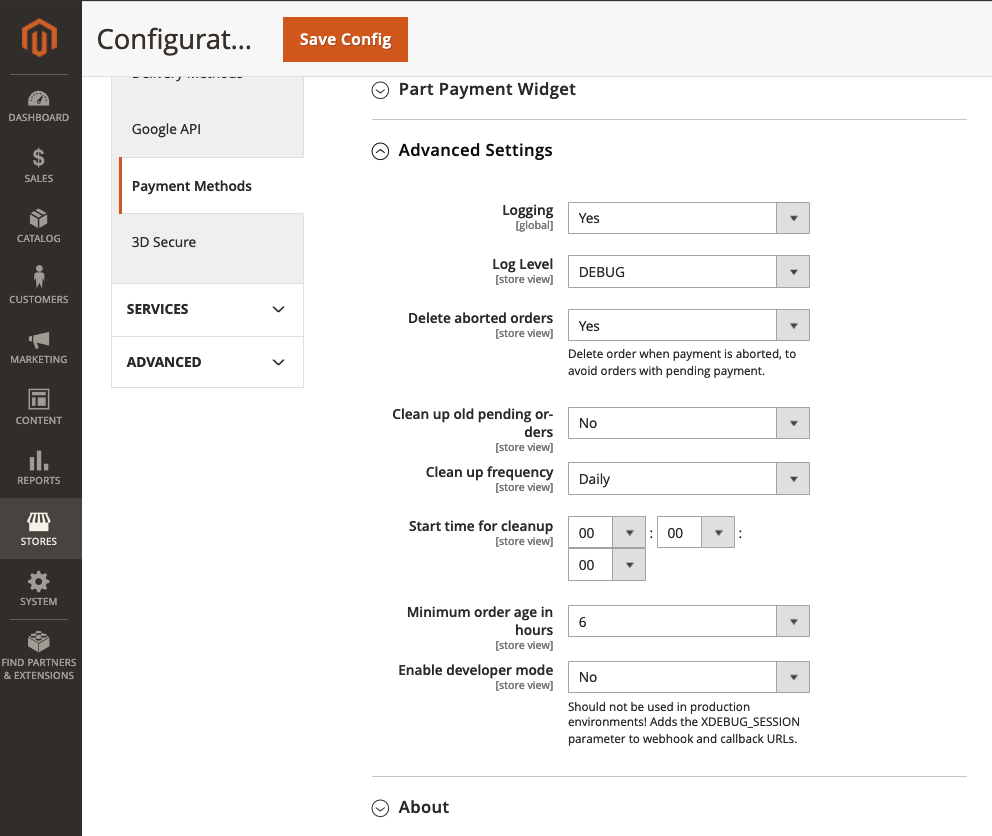 Configurat...
Save Config
DASHBOARD
$
SALES
CATALOG
CUSTOMERS
MARKETING
CONTENT
REPORTS
STORES
SYSTEM
FIND PARTNERS
& EXTENSIONS
Delivery Methods
Google API
Payment Methods
3D Secure
SERVICES
ADVANCED
Part Payment Widget
Advanced Settings
Logging
[global]
Yes
Log Level
[store view]
DEBUG
Delete aborted orders
[store view]
Yes
Delete order when payment is aborted, to
avoid orders with pending payment.
Clean up old pending or-
ders
[store view]
No
Clean up frequency
[store view]
Daily
Start time for cleanup
[store view]
00 : 00 :
00
Minimum order age in
hours
[store view]
6
Enable developer mode
[store view]
No
Should not be used in production
environments! Adds the XDEBUG_SESSION
parameter to webhook and callback URLs.
About